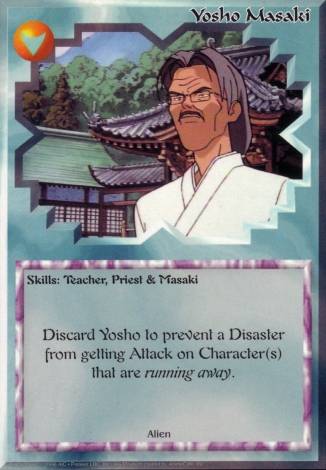 Yosho Masaki
Skills: Teacher, Priest & Masaki
Discard Yosho to prevent a Disaster
from getting Attack on Character(s)
that are running away.
Alien